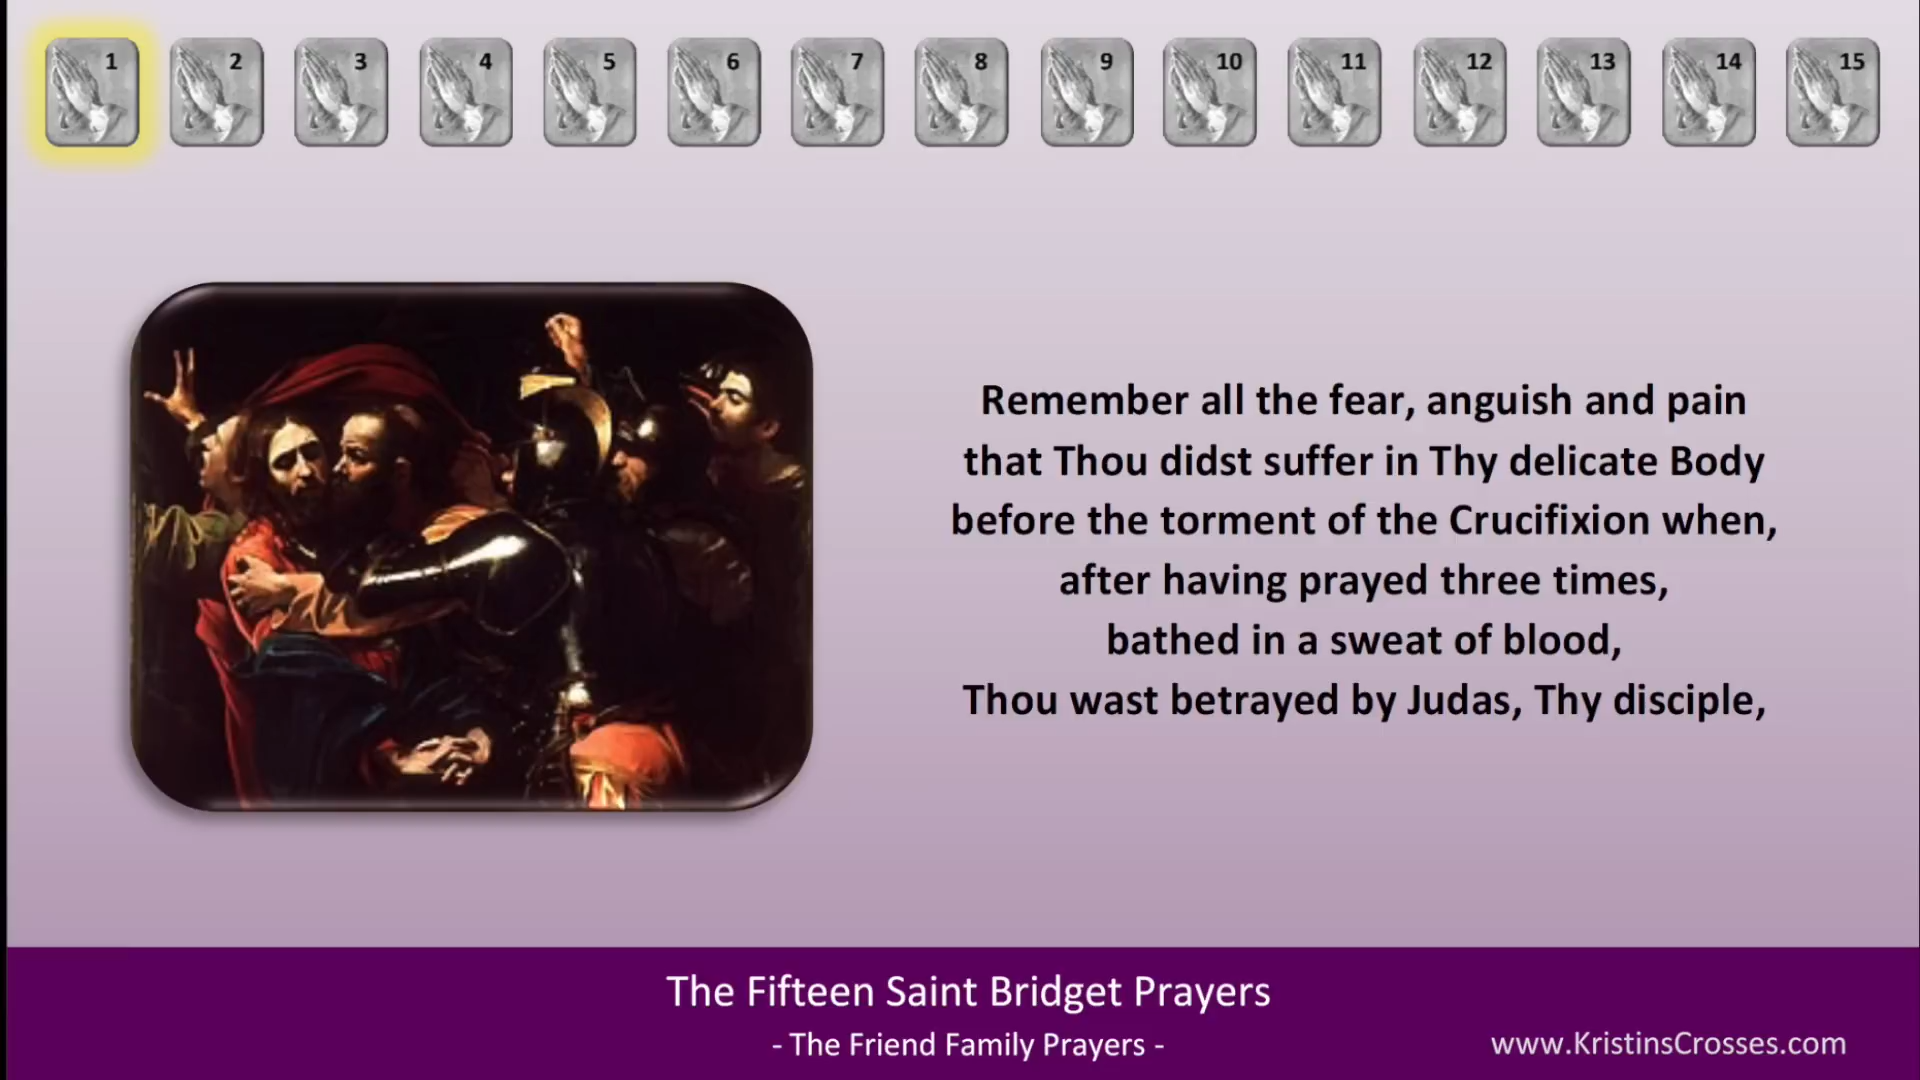 1 2 3 4 5 6 7 8 9 10 11 12 13 14 15
Remember all the fear, anguish and pain
that Thou didst suffer in Thy delicate Body
before the torment of the Crucifixion when,
after having prayed three times,
bathed in a sweat of blood,
Thou wast betrayed by Judas, Thy disciple,
The Fifteen Saint Bridget Prayers
- The Friend Family Prayers -
www.KristinsCrosses.com